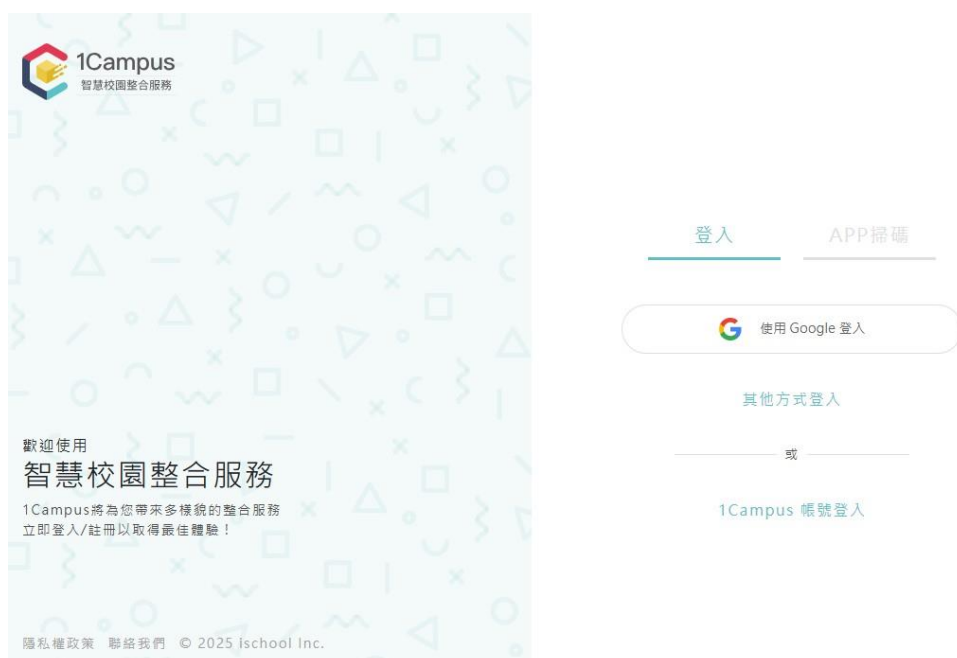 1Campus
智慧校園整合服務
歡迎使用
智慧校園整合服務
1Campus將為您帶來多樣貌的整合服務
立即登入/註冊以取得最佳體驗！
隱私權政策 聯絡我們 © 2025 ischool Inc.
登入 APP掃碼
使用 Google 登入
其他方式登入
或
1Campus 帳號登入